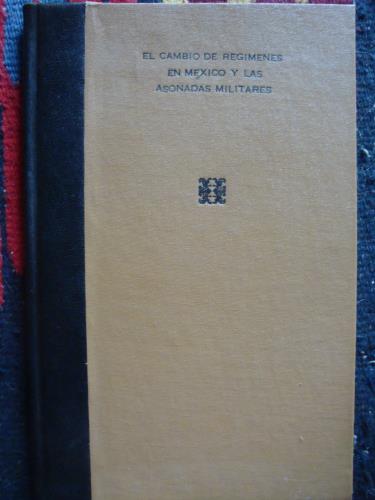 EL CAMBIO DE REGIMENES
EN MEXICO Y LAS
ASONADAS MILITARES